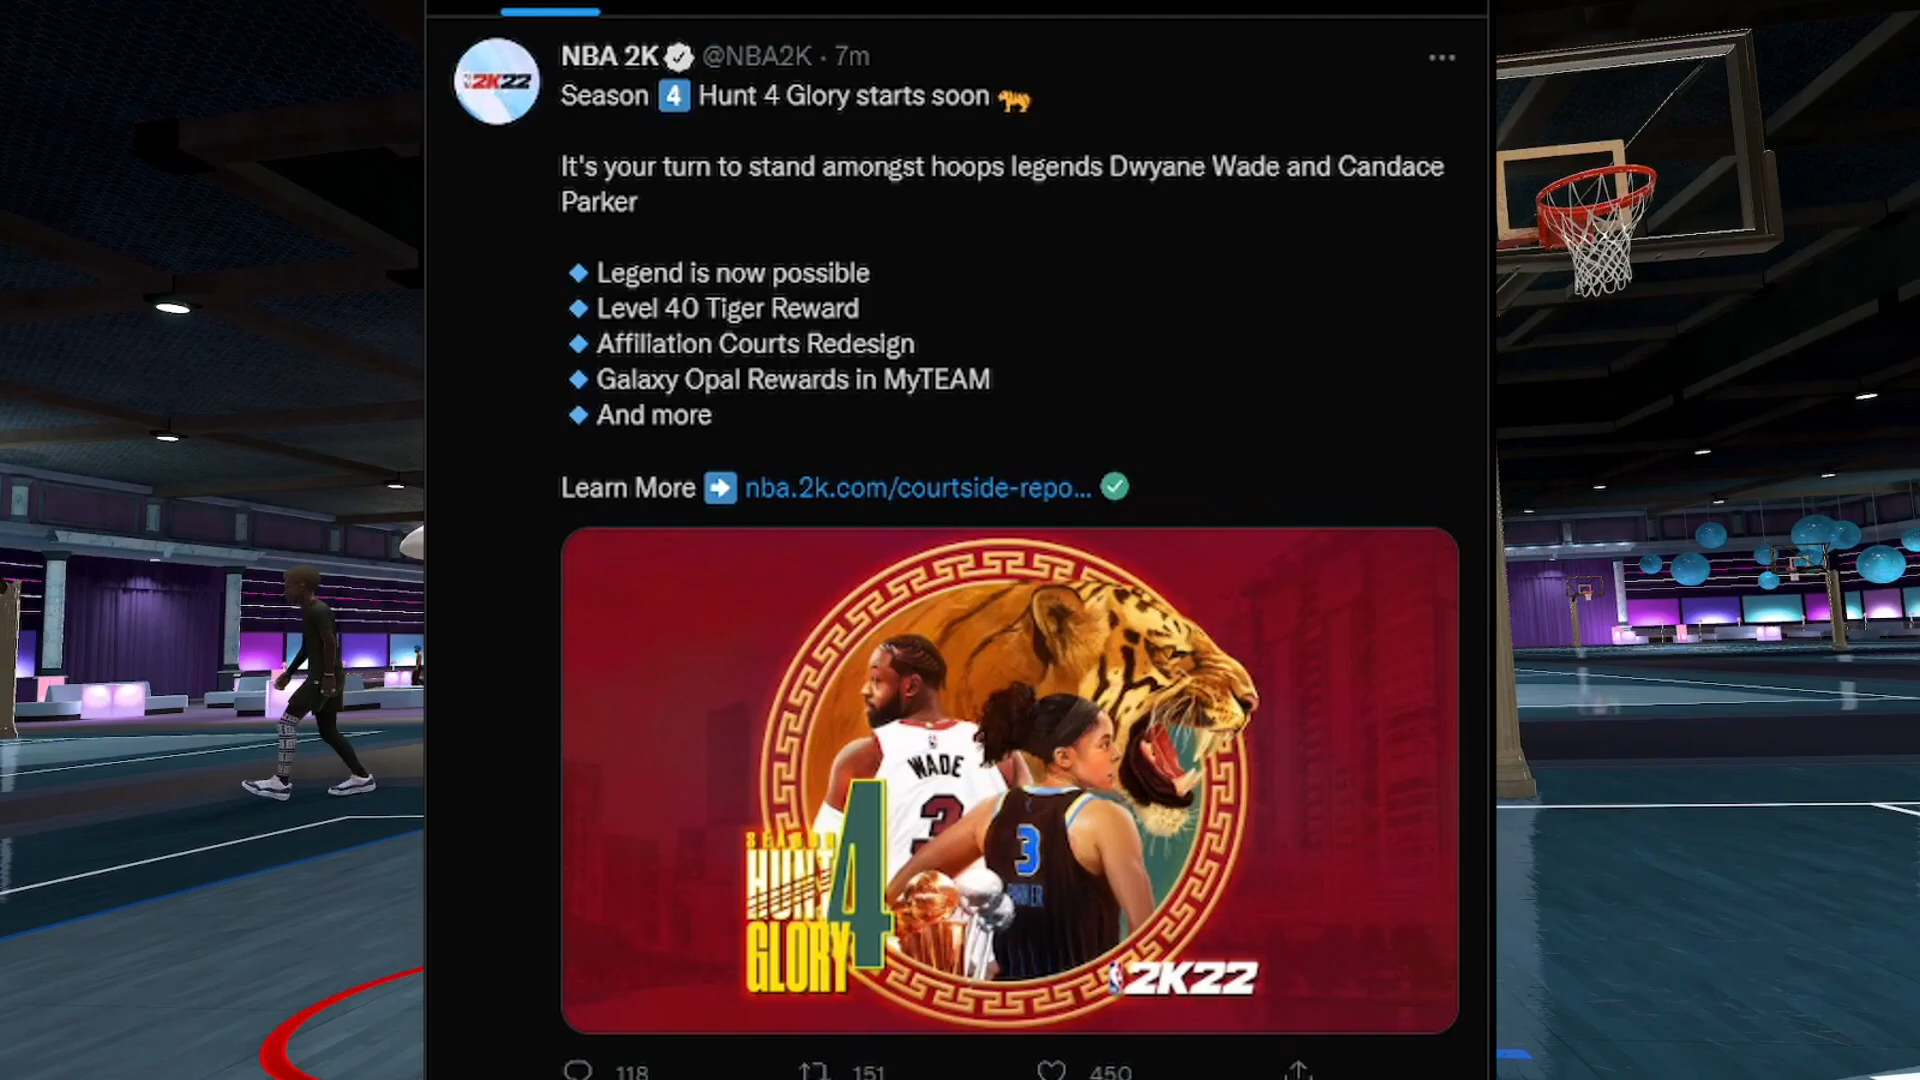 NBA 2K @NBA2K · 7m
2K22
Season 4 Hunt 4 Glory starts soon
It's your turn to stand amongst hoops legends Dwyane Wade and Candace
Parker
Legend is now possible
Level 40 Tiger Reward
Affiliation Courts Redesign
Galaxy Opal Rewards in MyTEAM
And more
Learn More nba.2k.com/courtside-repo...
WADE
3
3
PARKER
SEASON
HUNT 4
GLORY
2K22
118 151 450